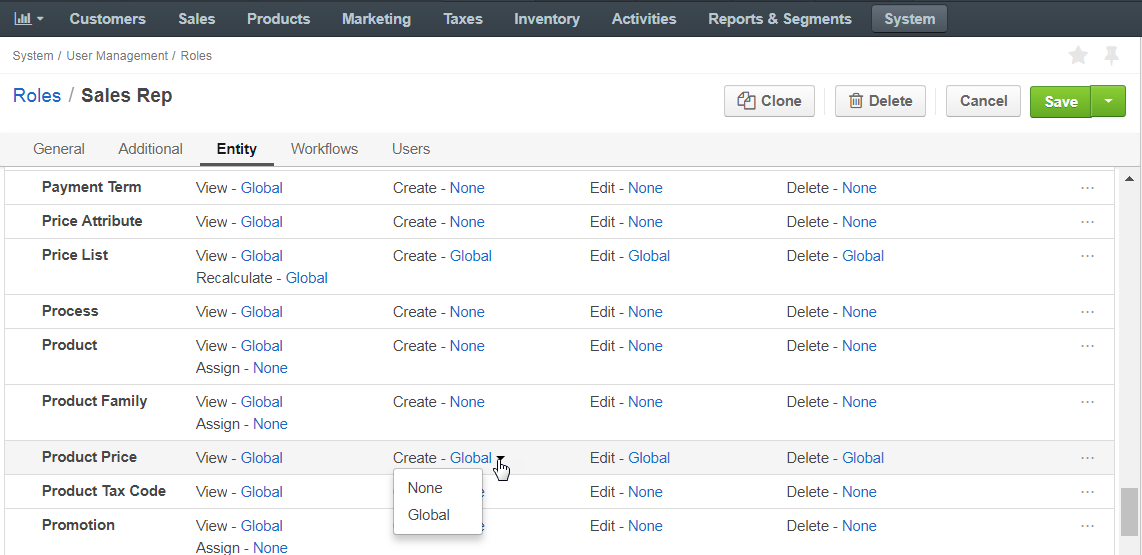 Customers Sales Products Marketing Taxes Inventory Activities Reports & Segments System
System / User Management / Roles
Roles / Sales Rep Clone Delete Cancel Save
General Additional Entity Workflows Users
Payment Term View - Global Create - None Edit - None Delete - None ...
Price Attribute View - Global Create - None Edit - None Delete - None ...
Price List View - Global Create - Global Edit - Global Delete - Global ...
Recalculate - Global
Process View - Global Create - None Edit - None Delete - None ...
Product View - Global Create - None Edit - None Delete - None ...
Assign - None
Product Family View - Global Create - None Edit - None Delete - None ...
Assign - None
Product Price View - Global Create - Global Edit - Global Delete - Global ...
None
Product Tax Code View - Global Edit - None Delete - None ...
Global
Promotion View - Global Edit - None Delete - None ...
Assign - None